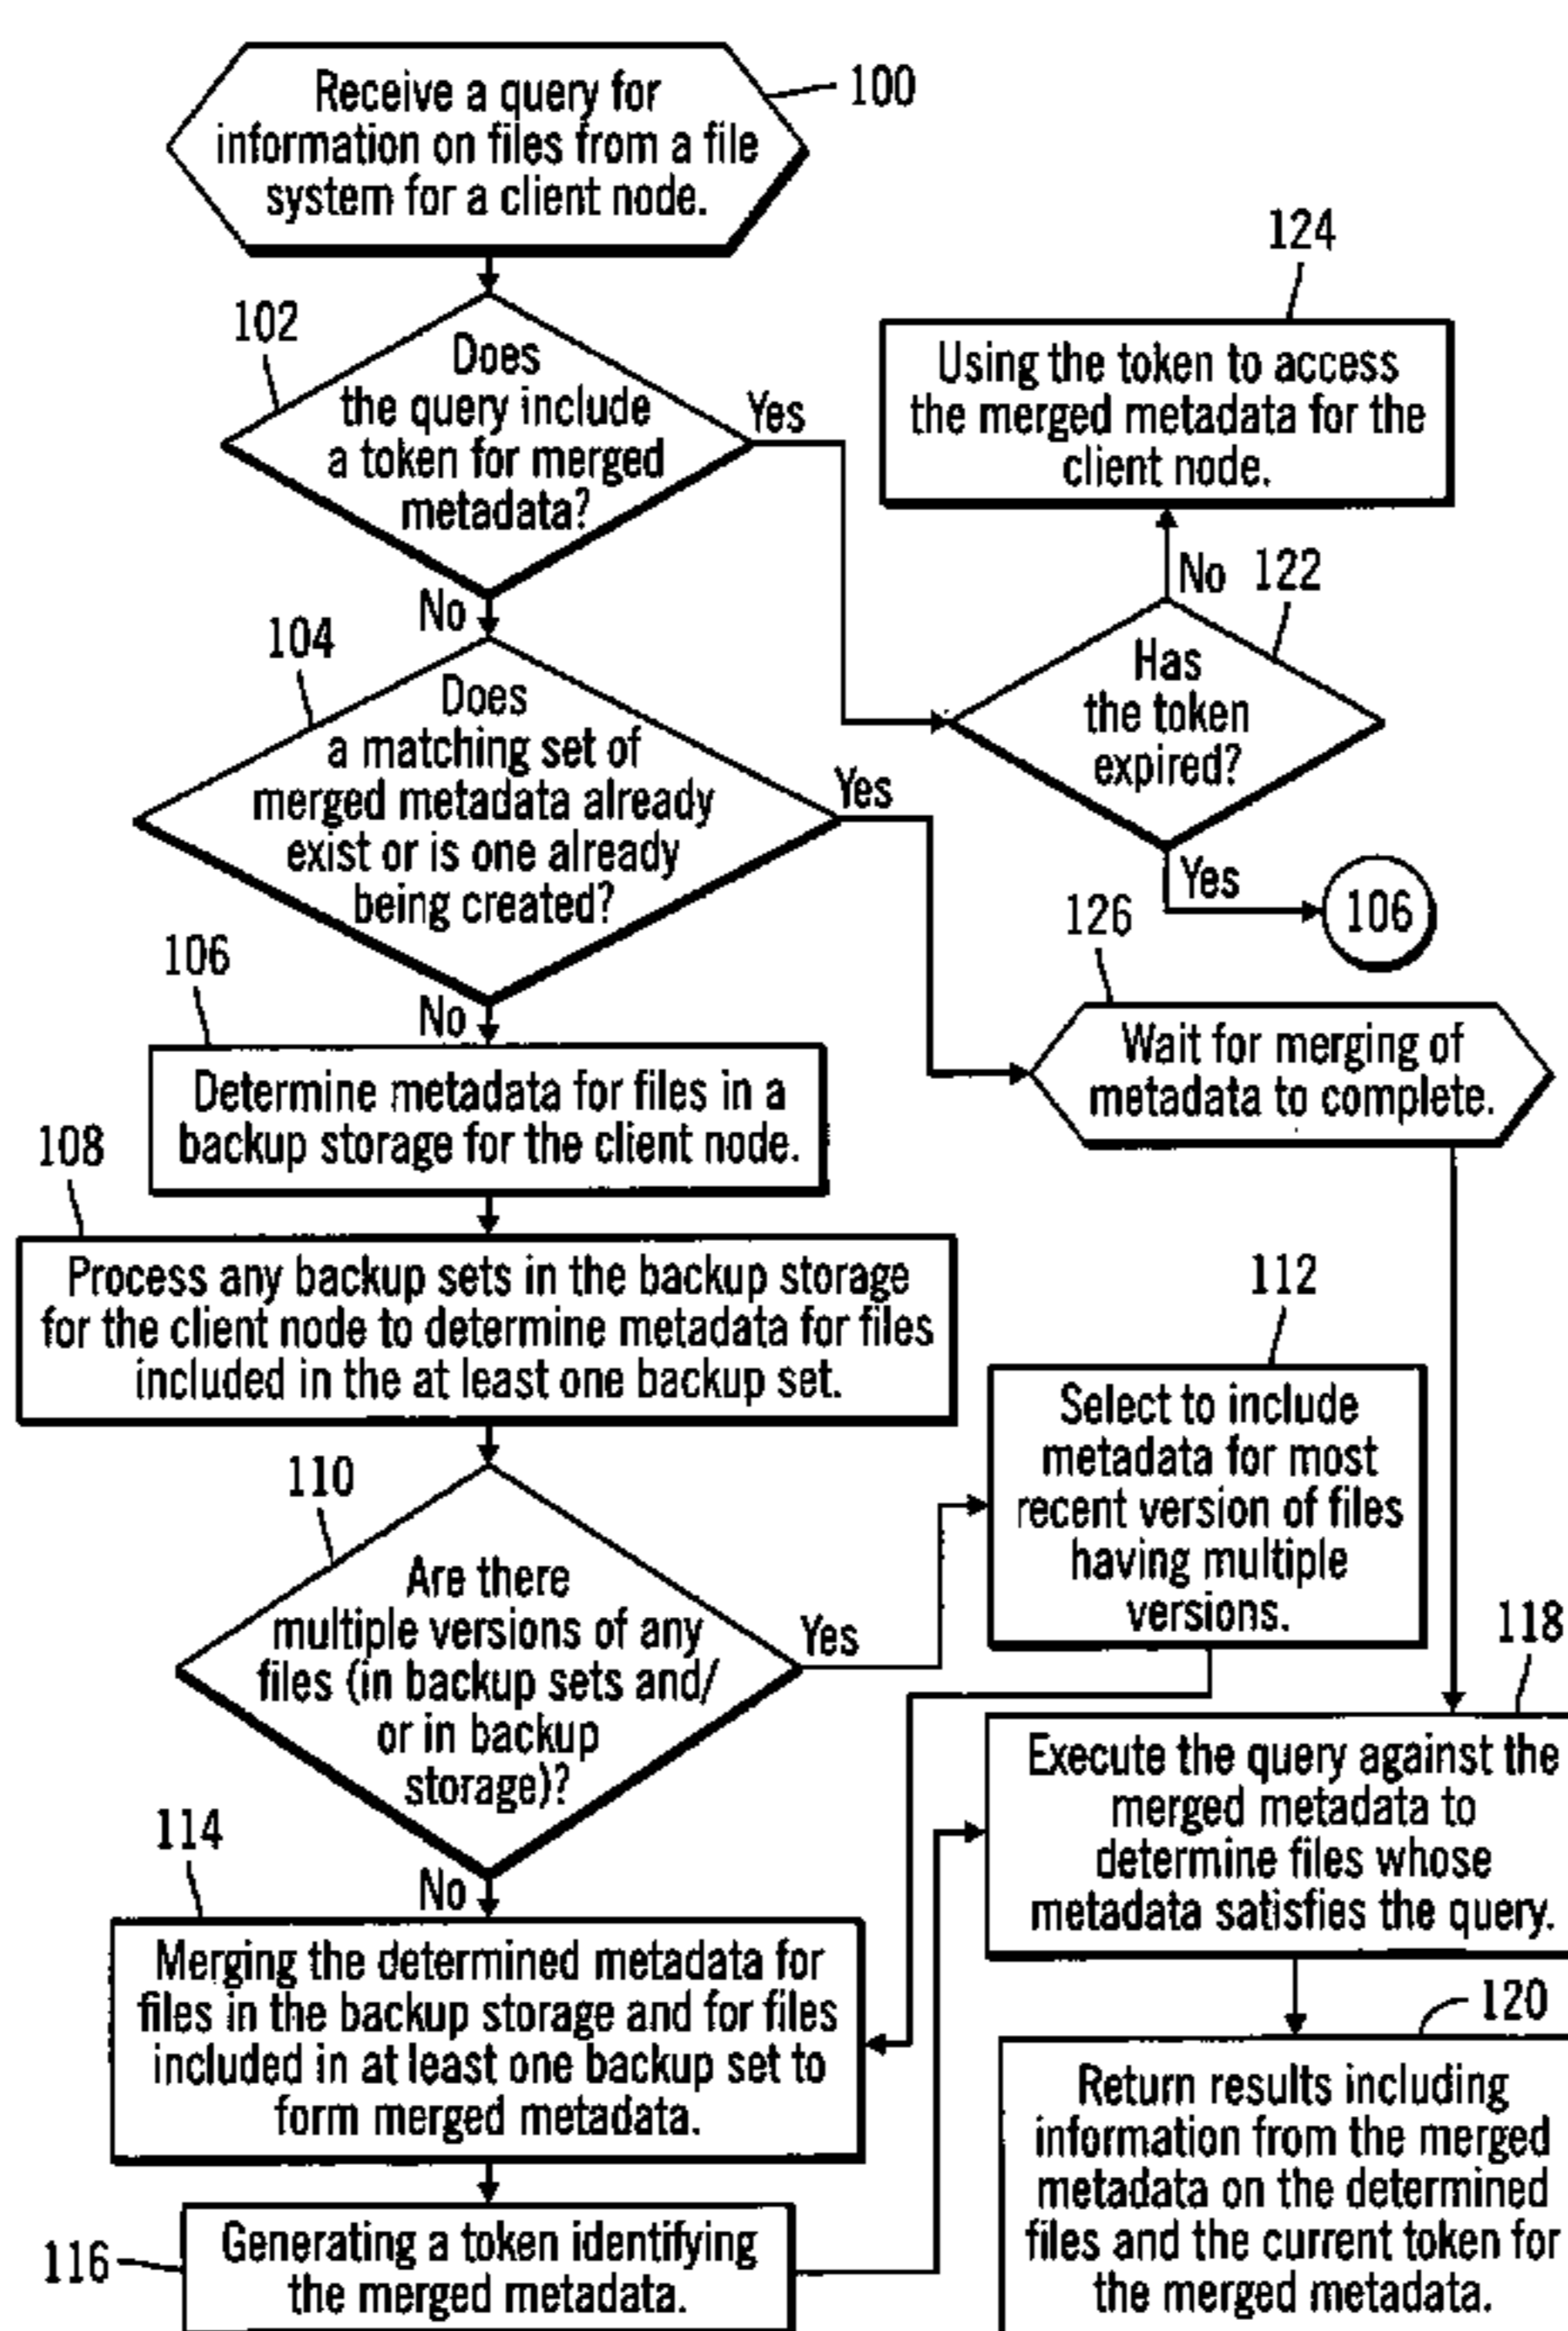 Receive a query for
information on files from a file
system for a client node.
100
102
Does
the query include
a token for merged
metadata?
Yes
No
124
Using the token to access
the merged metadata for the
client node.
No
122
Has
the token
expired?
Yes
106
104
Does
a matching set of
merged metadata already
exist or is one already
being created?
Yes
No
126
Wait for merging of
metadata to complete.
106
Determine metadata for files in a
backup storage for the client node.
108
Process any backup sets in the backup storage
for the client node to determine metadata for files
included in the at least one backup set.
110
Are there
multiple versions of any
files (in backup sets and/
or in backup
storage)?
Yes
No
112
Select to include
metadata for most
recent version of files
having multiple
versions.
114
Merging the determined metadata for
files in the backup storage and for files
included in at least one backup set to
form merged metadata.
116
Generating a token identifying
the merged metadata.
118
Execute the query against the
merged metadata to
determine files whose
metadata satisfies the query.
120
Return results including
information from the merged
metadata on the determined
files and the current token for
the merged metadata.